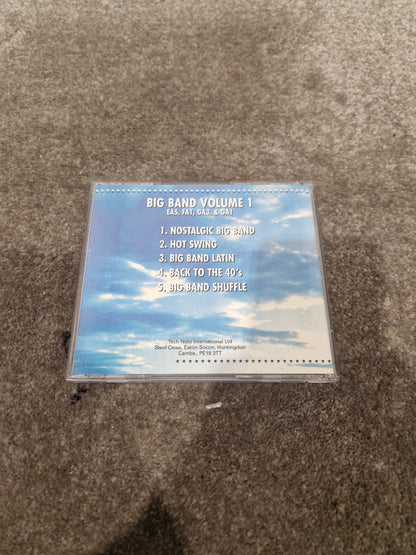 BIG BAND VOLUME 1
EA5, FA1, GA3, & GA1
1. NOSTALGIC BIG BAND
2. HOT SWING
3. BIG BAND LATIN
4. BACK TO THE 40's
5. BIG BAND SHUFFLE
Tech Note International Ltd
Steel Close, Eaton Socon, Huntingdon
Cambs., PE19 3TT